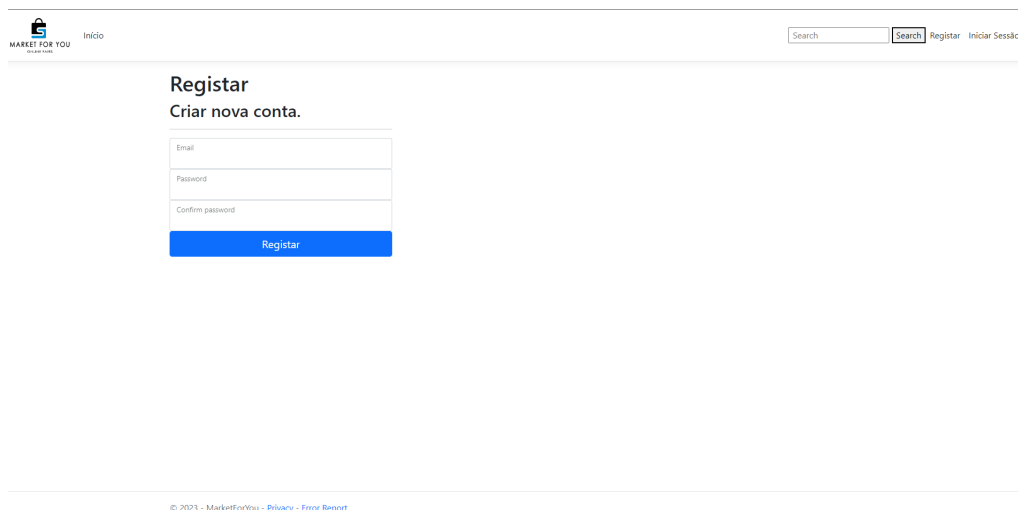 MARKET FOR YOU
Início
Search
Search
Registar
Iniciar Sessão
Registar
Criar nova conta.
Email
Password
Confirm password
Registar
© 2023 - MarketForYou - Privacy - Error Report